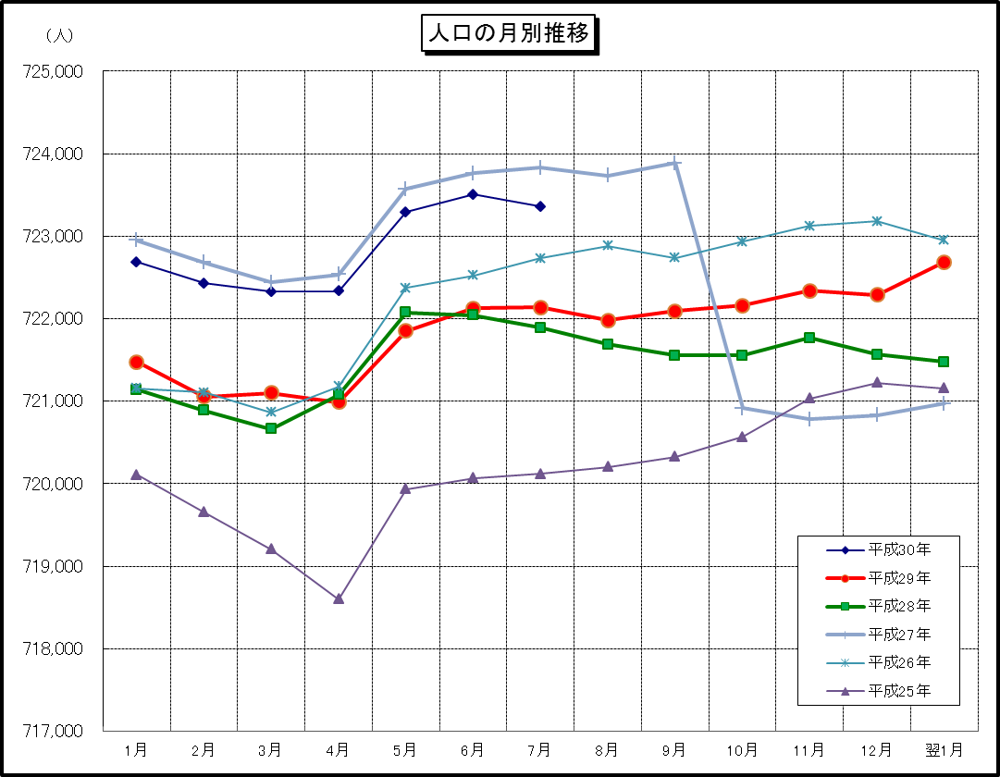 人口の月別推移
（人）
725,000
724,000
723,000
722,000
721,000
720,000
719,000
718,000
717,000
1月 2月 3月 4月 5月 6月 7月 8月 9月 10月 11月 12月 翌1月
平成30年
平成29年
平成28年
平成27年
平成26年
平成25年